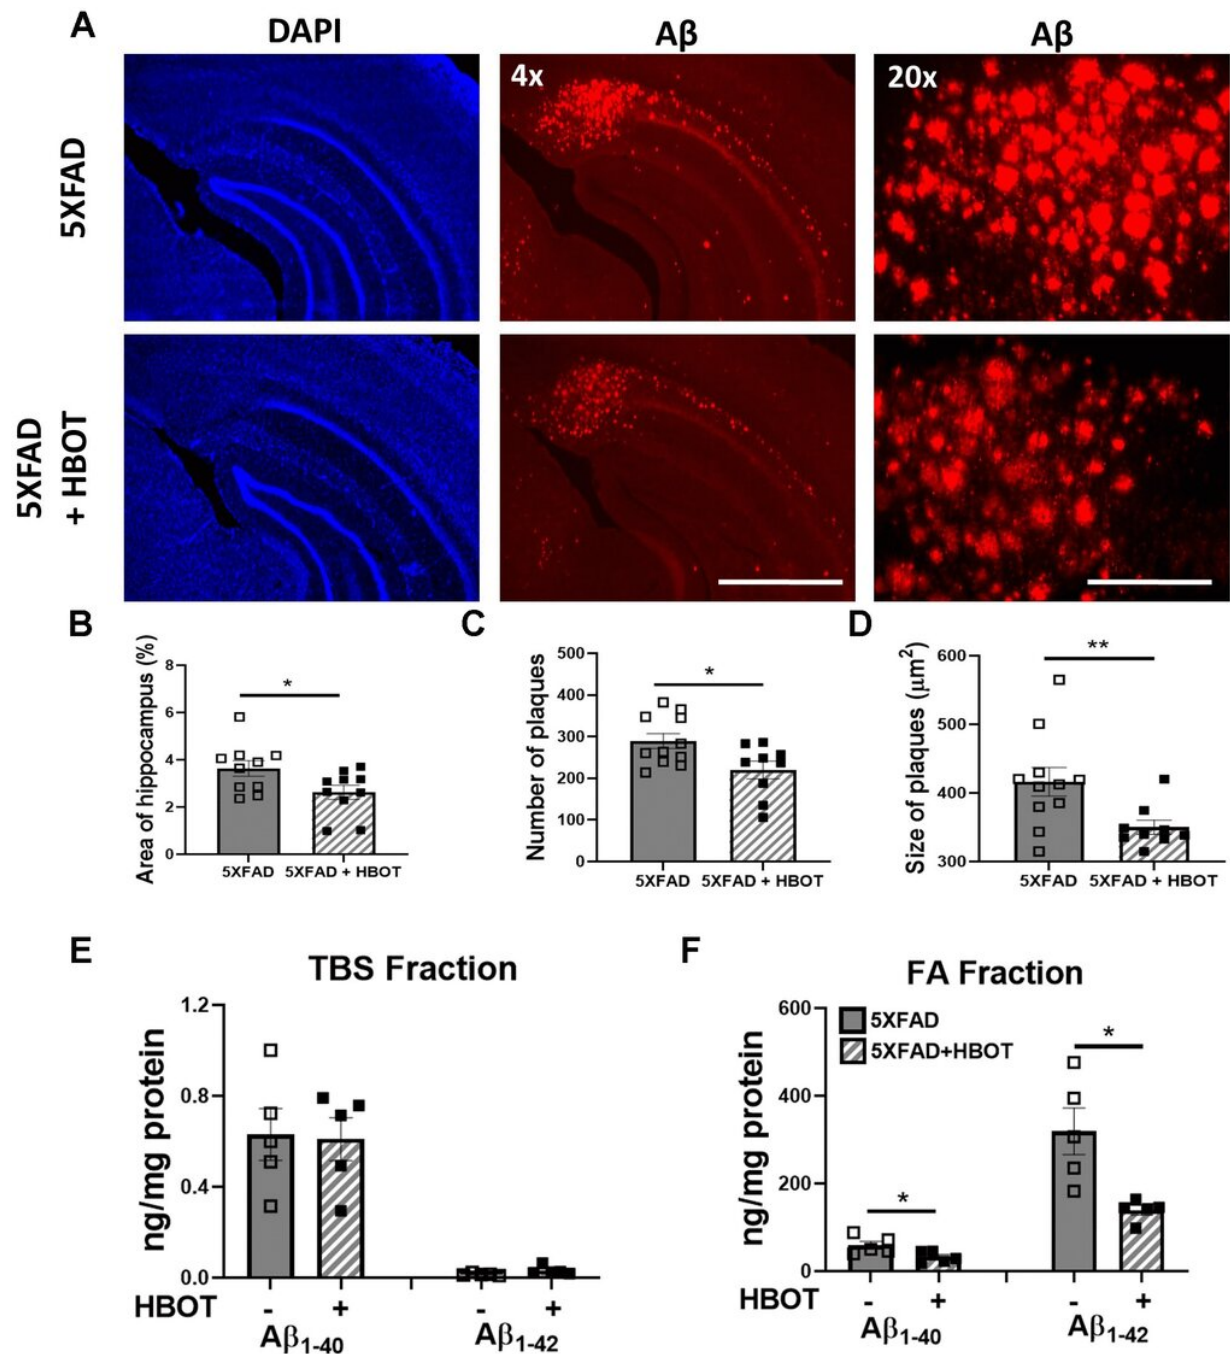 A
DAPI
Aβ
Aβ
5XFAD
4x
20x
5XFAD
+ HBOT
B
Area of hippocampus (%)
8
6
4
2
0
*
5XFAD
5XFAD + HBOT
C
Number of plaques
500
400
300
200
100
0
*
5XFAD
5XFAD + HBOT
D
Size of plaques (μm²)
600
500
400
300
**
5XFAD
5XFAD + HBOT
E
TBS Fraction
ng/mg protein
1.2
0.8
0.4
0.0
HBOT
-
+
-
+
Aβ₁₋₄₀
Aβ₁₋₄₂
F
FA Fraction
5XFAD
5XFAD+HBOT
ng/mg protein
600
400
200
0
*
*
HBOT
-
+
-
+
Aβ₁₋₄₀
Aβ₁₋₄₂